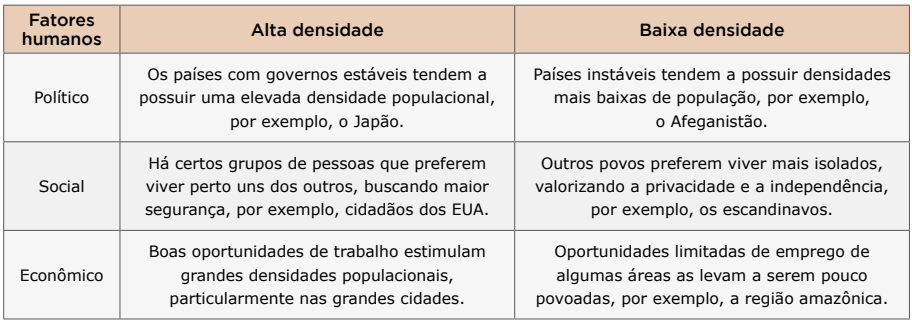 Fatores
humanos
Alta densidade
Baixa densidade
Político
Os países com governos estáveis tendem a
possuir uma elevada densidade populacional,
por exemplo, o Japão.
Países instáveis tendem a possuir densidades
mais baixas de população, por exemplo,
o Afeganistão.
Social
Há certos grupos de pessoas que preferem
viver perto uns dos outros, buscando maior
segurança, por exemplo, cidadãos dos EUA.
Outros povos preferem viver mais isolados,
valorizando a privacidade e a independência,
por exemplo, os escandinavos.
Econômico
Boas oportunidades de trabalho estimulam
grandes densidades populacionais,
particularmente nas grandes cidades.
Oportunidades limitadas de emprego de
algumas áreas as levam a serem pouco
povoadas, por exemplo, a região amazônica.